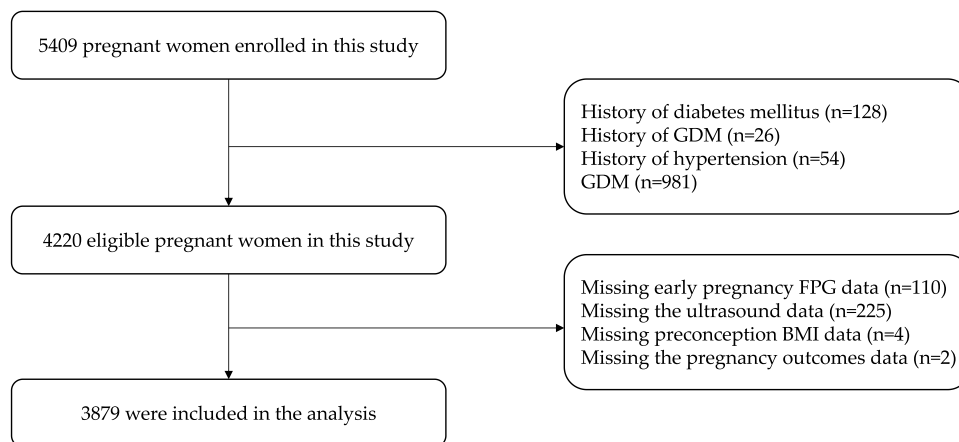 5409 pregnant women enrolled in this study
History of diabetes mellitus (n=128)
History of GDM (n=26)
History of hypertension (n=54)
GDM (n=981)
4220 eligible pregnant women in this study
Missing early pregnancy FPG data (n=110)
Missing the ultrasound data (n=225)
Missing preconception BMI data (n=4)
Missing the pregnancy outcomes data (n=2)
3879 were included in the analysis